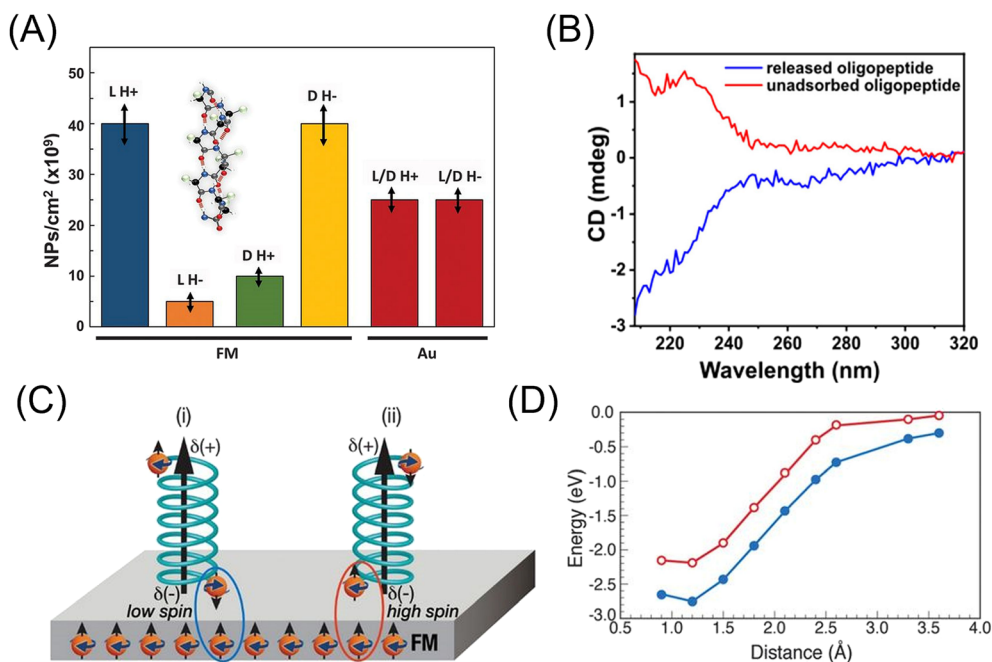 (A)
NPs/cm² (x10⁹)
50
40
30
20
10
0
L H+
L H-
D H+
D H-
L/D H+
L/D H-
FM
Au
(B)
CD (mdeg)
1
0
-1
-2
-3
released oligopeptide
unadsorbed oligopeptide
220
240
260
280
300
320
Wavelength (nm)
(C)
(i)
(ii)
δ(+)
δ(+)
δ(-)
δ(-)
low spin
high spin
FM
(D)
Energy (eV)
0.0
-0.5
-1.0
-1.5
-2.0
-2.5
-3.0
0.5
1.0
1.5
2.0
2.5
3.0
3.5
4.0
Distance (Å)